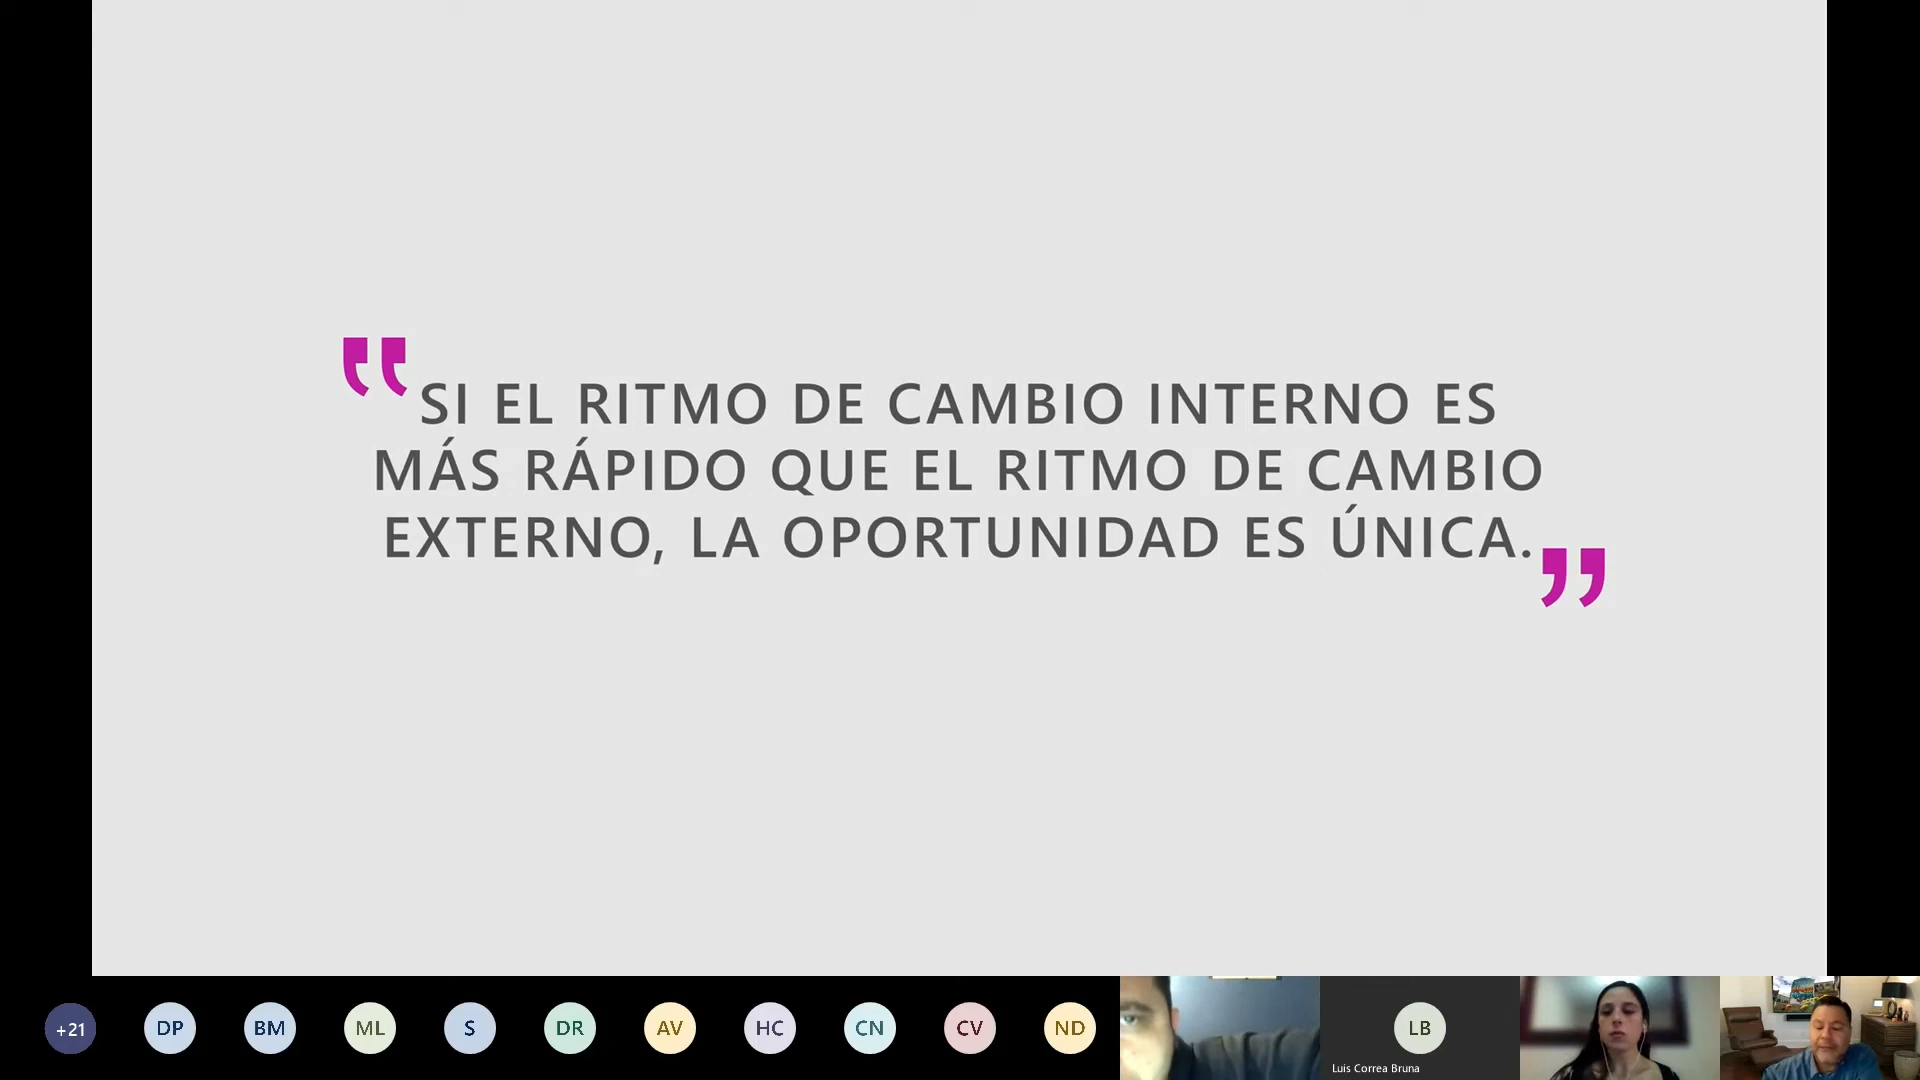 "SI EL RITMO DE CAMBIO INTERNO ES
MÁS RÁPIDO QUE EL RITMO DE CAMBIO
EXTERNO, LA OPORTUNIDAD ES ÚNICA."
+21
DP
BM
ML
S
DR
AV
HC
CN
CV
ND
LB
Luis Correa Bruna